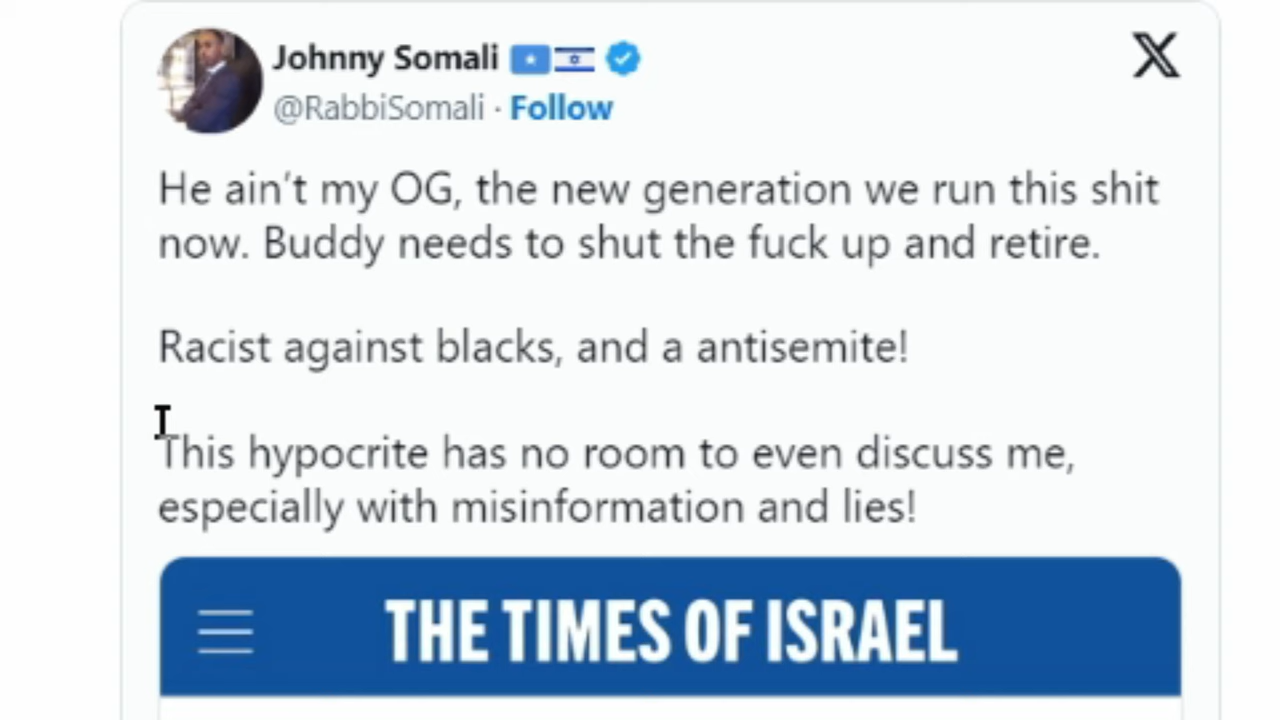 Johnny Somali
@RabbiSomali · Follow
He ain't my OG, the new generation we run this shit
now. Buddy needs to shut the fuck up and retire.
Racist against blacks, and a antisemite!
This hypocrite has no room to even discuss me,
especially with misinformation and lies!
THE TIMES OF ISRAEL